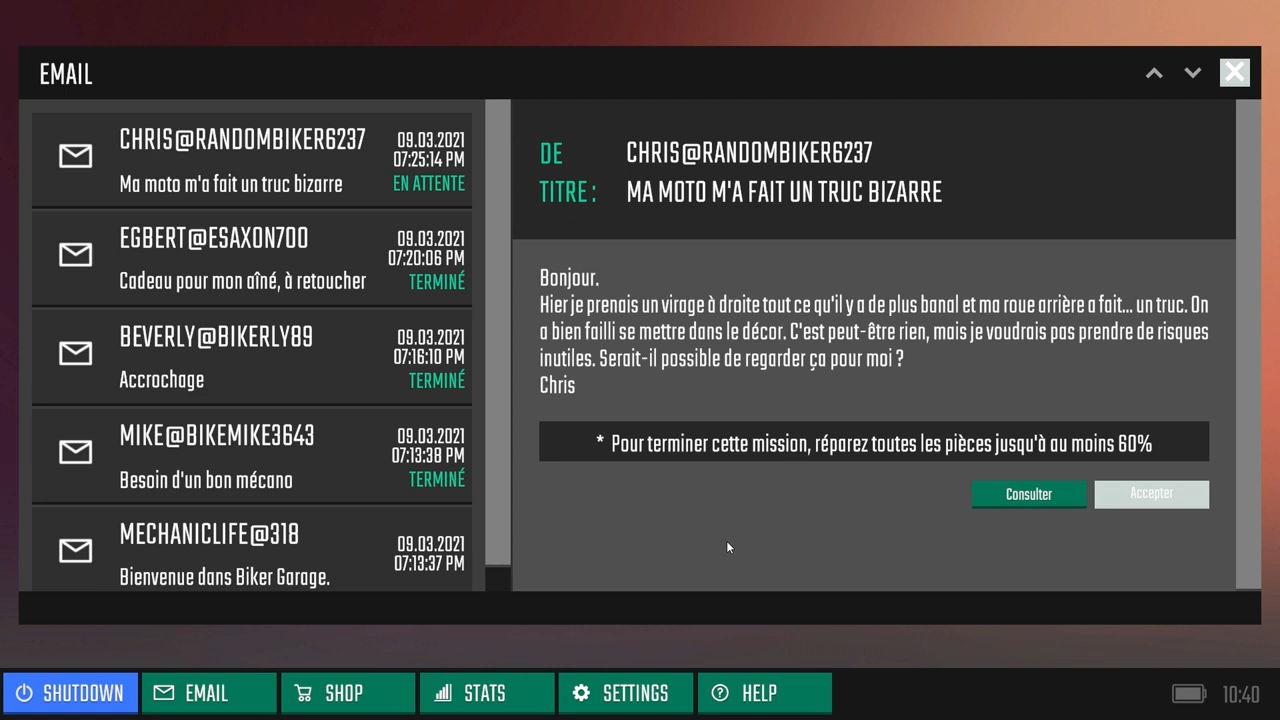 EMAIL
CHRIS@RANDOMBIKER6237
09.03.2021
07:25:14 PM
Ma moto m'a fait un truc bizarre
EN ATTENTE
EGBERT@ESAXON700
09.03.2021
07:20:06 PM
Cadeau pour mon aîné, à retoucher
TERMINÉ
BEVERLY@BIKERLY89
09.03.2021
07:16:10 PM
Accrochage
TERMINÉ
MIKE@BIKEMIKE3643
09.03.2021
07:13:38 PM
Besoin d'un bon mécano
TERMINÉ
MECHANICLIFE@318
09.03.2021
07:13:37 PM
Bienvenue dans Biker Garage.
DE CHRIS@RANDOMBIKER6237
TITRE : MA MOTO M'A FAIT UN TRUC BIZARRE
Bonjour.
Hier je prenais un virage à droite tout ce qu'il y a de plus banal et ma roue arrière a fait... un truc. On
a bien failli se mettre dans le décor. C'est peut-être rien, mais je voudrais pas prendre de risques
inutiles. Serait-il possible de regarder ça pour moi ?
Chris
* Pour terminer cette mission, réparez toutes les pièces jusqu'à au moins 60%
Consulter Accepter
SHUTDOWN EMAIL SHOP STATS SETTINGS HELP 10:40